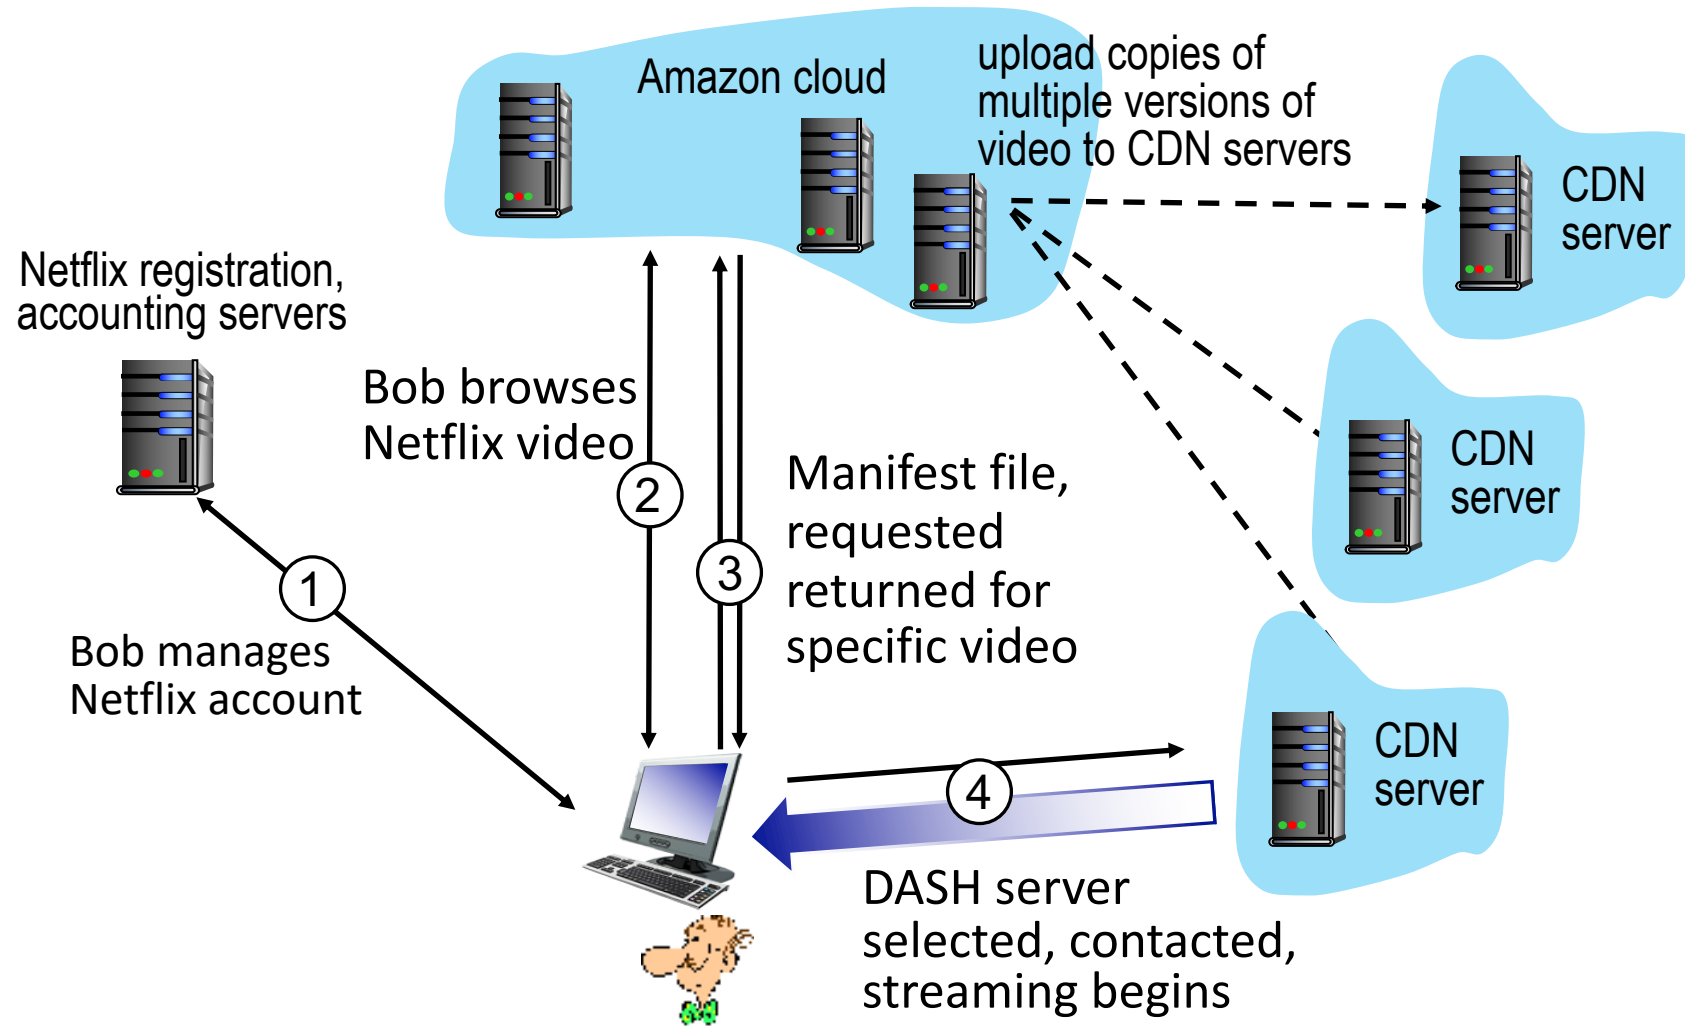 Amazon cloud
upload copies of
multiple versions of
video to CDN servers
CDN
server
Netflix registration,
accounting servers
Bob browses
Netflix video
2
Manifest file,
requested
returned for
specific video
3
CDN
server
1
Bob manages
Netflix account
CDN
server
4
DASH server
selected, contacted,
streaming begins